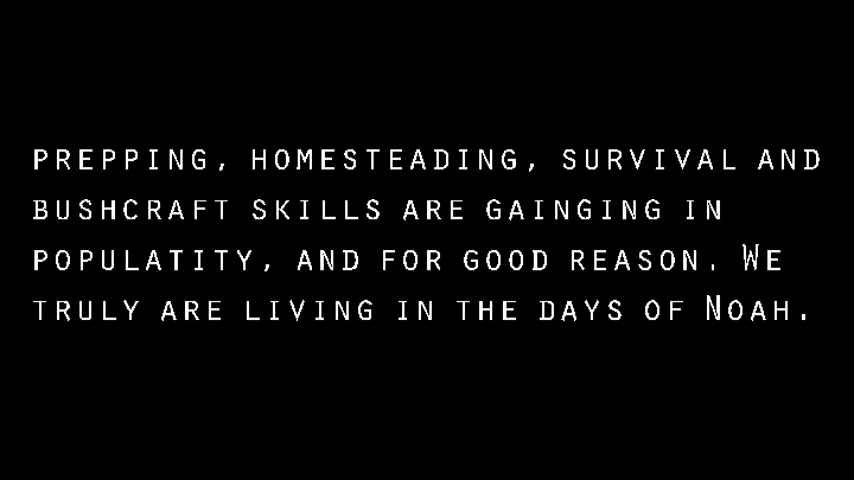 prepping, homesteading, survival and
bushcraft skills are gainging in
populatity, and for good reason. We
truly are living in the days of Noah.